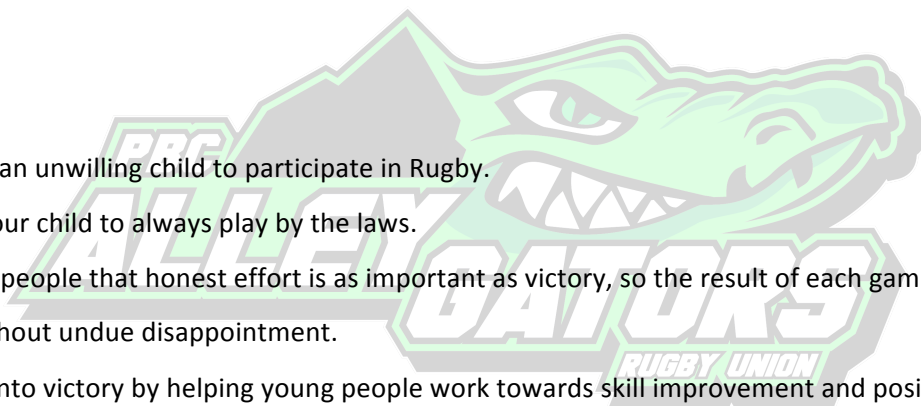 PBC
ALLEY
GATORS
RUGBY UNION
an unwilling child to participate in Rugby.
our child to always play by the laws.
people that honest effort is as important as victory, so the result of each gam
hout undue disappointment.
nto victory by helping young people work towards skill improvement and posi